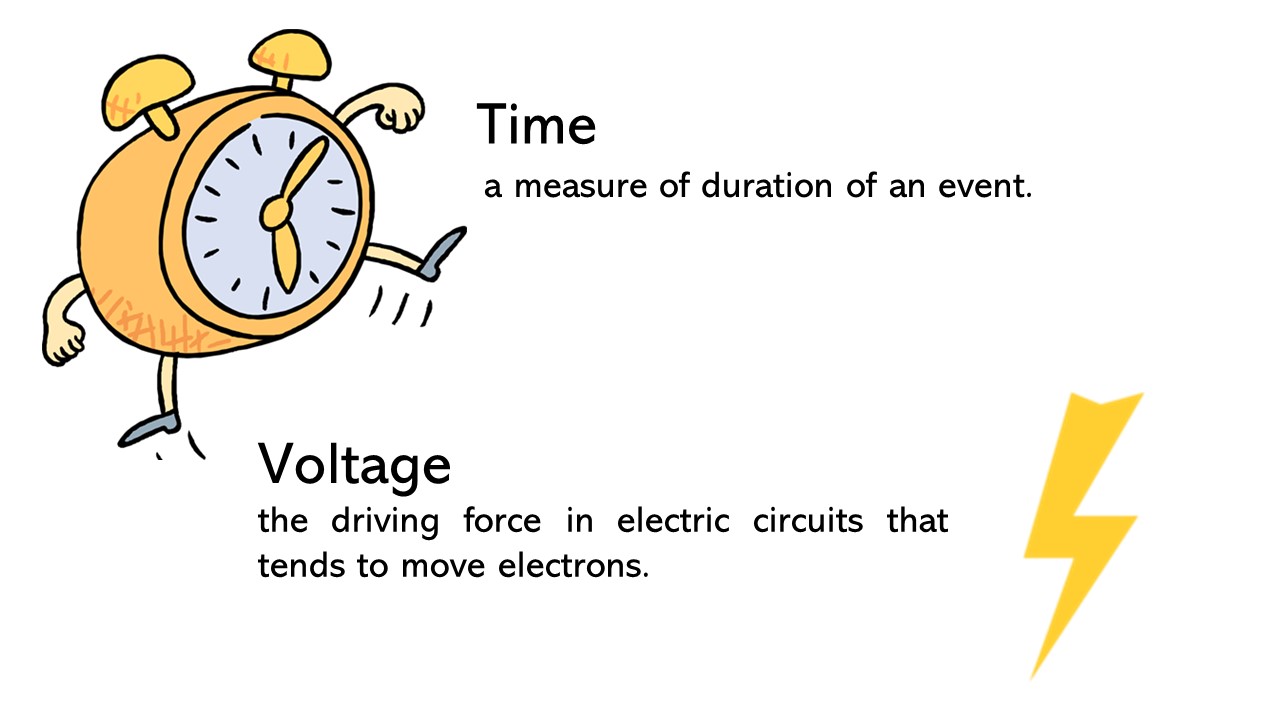 Time
a measure of duration of an event.
Voltage
the driving force in electric circuits that
tends to move electrons.